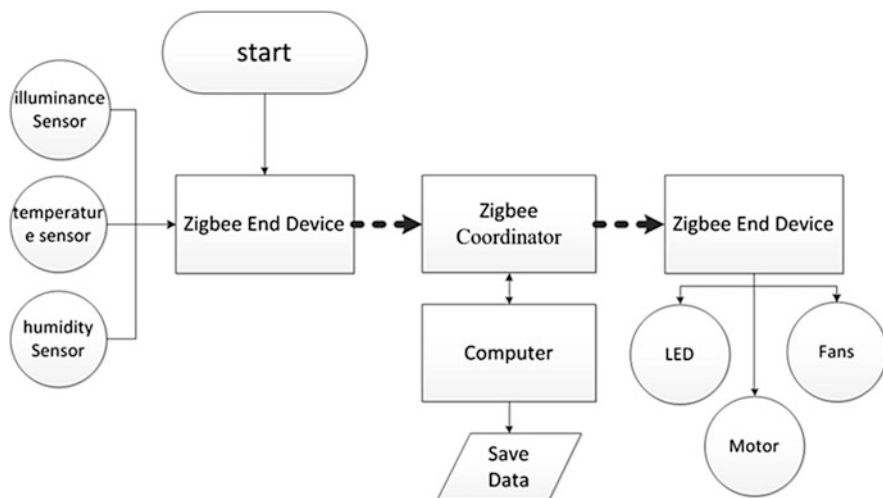 start
illuminance
Sensor
temperatur
e sensor
humidity
Sensor
Zigbee End Device
Zigbee
Coordinator
Zigbee End Device
Computer
Save
Data
LED
Fans
Motor